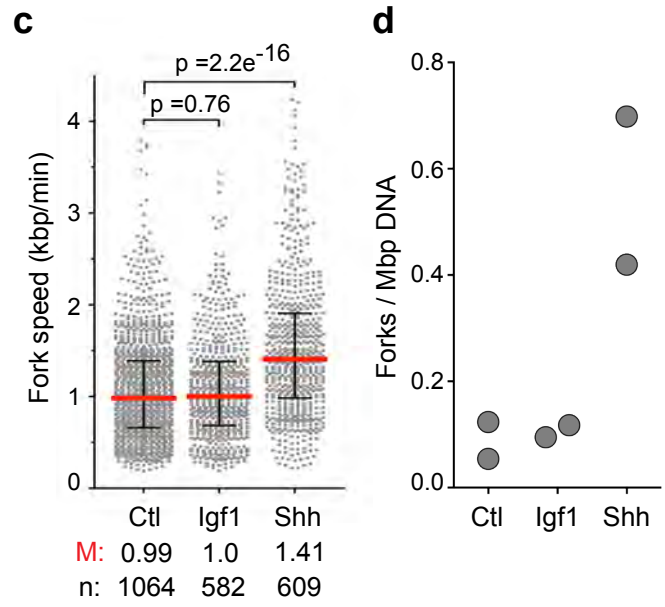 c
p =2.2e-16
p =0.76
Fork speed (kbp/min)
4
3
2
1
0
Ctl Igf1 Shh
M: 0.99 1.0 1.41
n: 1064 582 609
d
Forks / Mbp DNA
0.8
0.6
0.4
0.2
0.0
Ctl Igf1 Shh